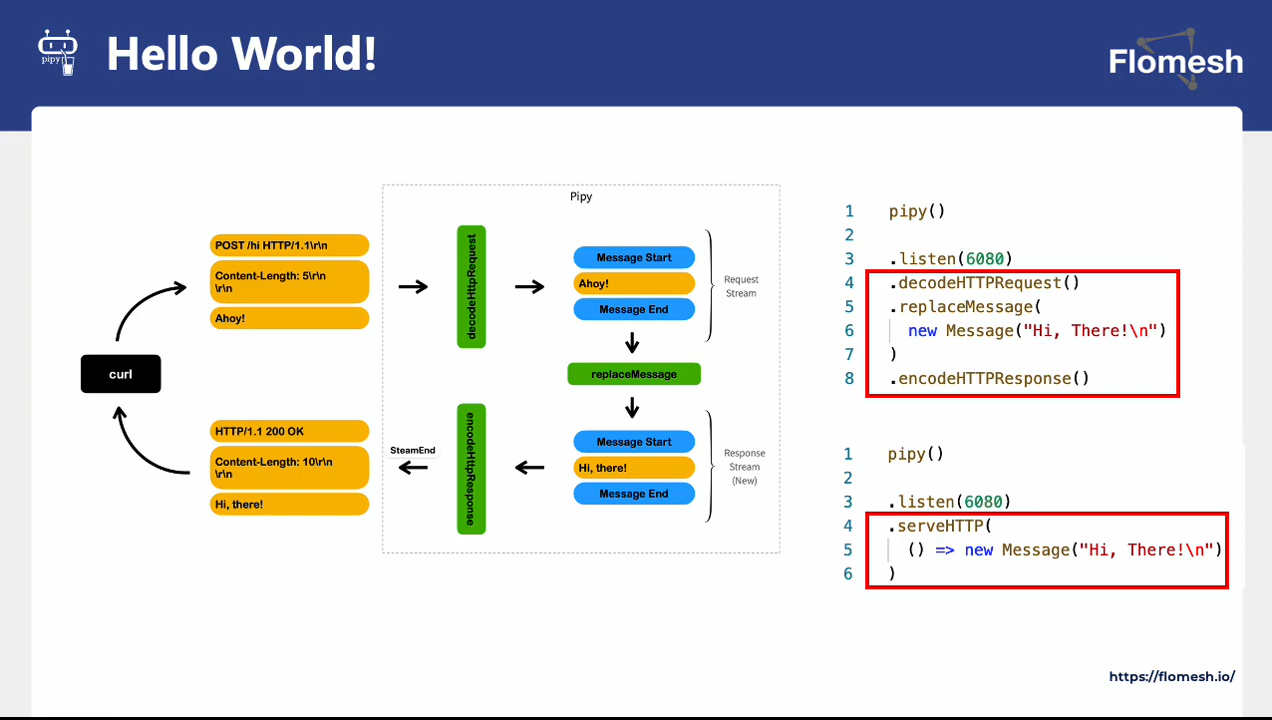 pipy
Hello World!
Flomesh
Pipy
POST /hi HTTP/1.1\r\n
Content-Length: 5\r\n
\r\n
Ahoy!
decodeHttpRequest
Message Start
Ahoy!
Message End
Request
Stream
curl
replaceMessage
HTTP/1.1 200 OK
Content-Length: 10\r\n
\r\n
Hi, there!
SteamEnd
encodeHttpResponse
Message Start
Hi, there!
Message End
Response
Stream
(New)
1 pipy()
2
3 .listen(6080)
4 .decodeHTTPRequest()
5 .replaceMessage(
6 new Message("Hi, There!\n")
7 )
8 .encodeHTTPResponse()
1 pipy()
2
3 .listen(6080)
4 .serveHTTP(
5 () => new Message("Hi, There!\n")
6 )
https://flomesh.io/